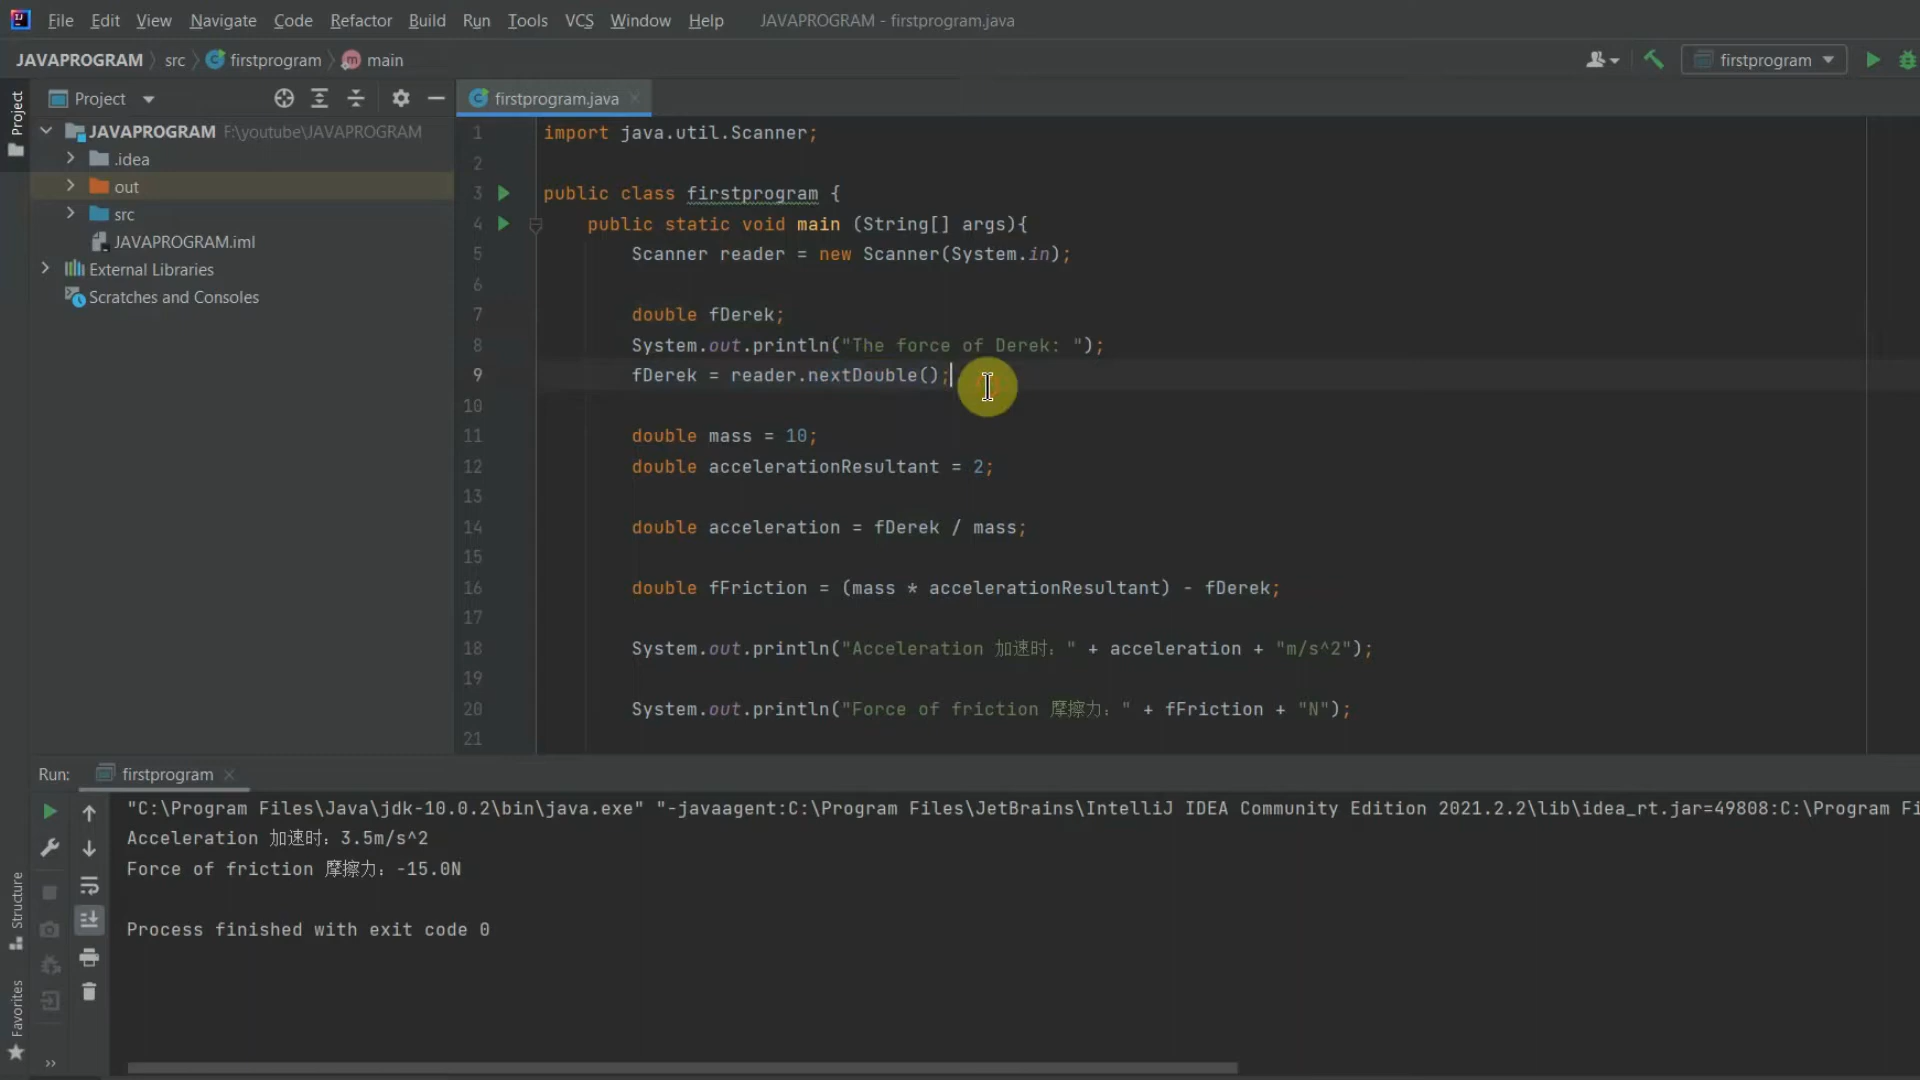 File Edit View Navigate Code Refactor Build Run Tools VCS Window Help JAVAPROGRAM - firstprogram.java
JAVAPROGRAM src firstprogram main
firstprogram
Project
Project
firstprogram.java
JAVAPROGRAM F:\youtube\JAVAPROGRAM
.idea
out
src
JAVAPROGRAM.iml
External Libraries
Scratches and Consoles
1 import java.util.Scanner;
2
3 public class firstprogram {
4 public static void main (String[] args){
5 Scanner reader = new Scanner(System.in);
6
7 double fDerek;
8 System.out.println("The force of Derek: ");
9 fDerek = reader.nextDouble();
10
11 double mass = 10;
12 double accelerationResultant = 2;
13
14 double acceleration = fDerek / mass;
15
16 double fFriction = (mass * accelerationResultant) - fDerek;
17
18 System.out.println("Acceleration 加速时：" + acceleration + "m/s^2");
19
20 System.out.println("Force of friction 摩擦力：" + fFriction + "N");
21
Run: firstprogram
"C:\Program Files\Java\jdk-10.0.2\bin\java.exe" "-javaagent:C:\Program Files\JetBrains\IntelliJ IDEA Community Edition 2021.2.2\lib\idea_rt.jar=49808:C:\Program Fi
Acceleration 加速时：3.5m/s^2
Force of friction 摩擦力：-15.0N
Process finished with exit code 0
Structure
Favorites